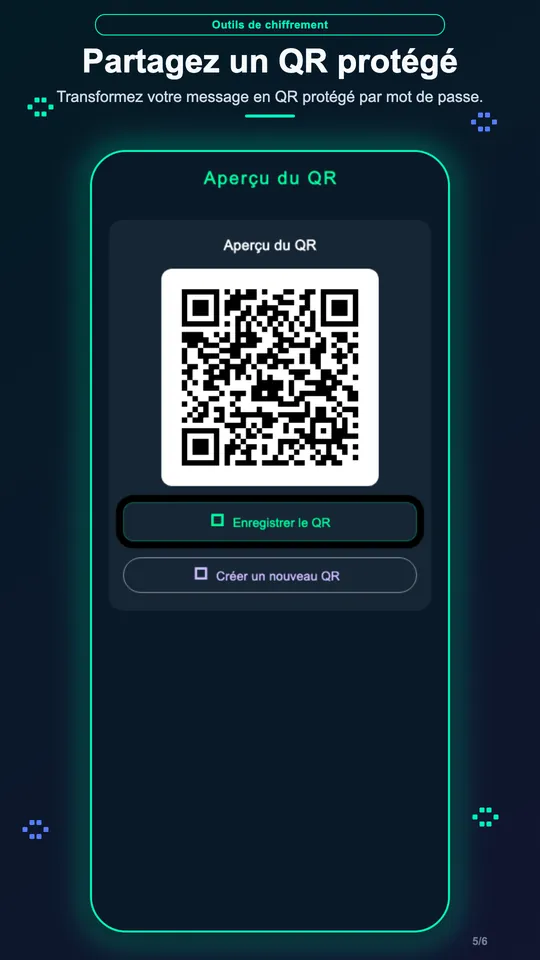 Outils de chiffrement
Partagez un QR protégé
Transformez votre message en QR protégé par mot de passe.
Aperçu du QR
Aperçu du QR
Enregistrer le QR
Créer un nouveau QR
5/6